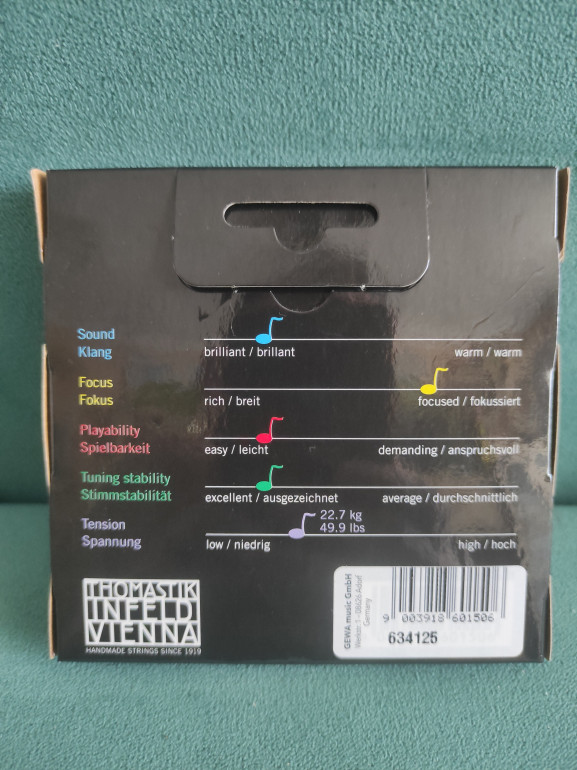 Sound
Klang
brilliant / brillant warm / warm
Focus
Fokus
rich / breit focused / fokussiert
Playability
Spielbarkeit
easy / leicht demanding / anspruchsvoll
Tuning stability
Stimmstabilität
excellent / ausgezeichnet average / durchschnittlich
Tension
Spannung
22.7 kg
49.9 lbs
low / niedrig high / hoch
THOMASTIK
INFELD
VIENNA
HANDMADE STRINGS SINCE 1919
GEWA music GmbH
Germany
9 003918 601506
634125